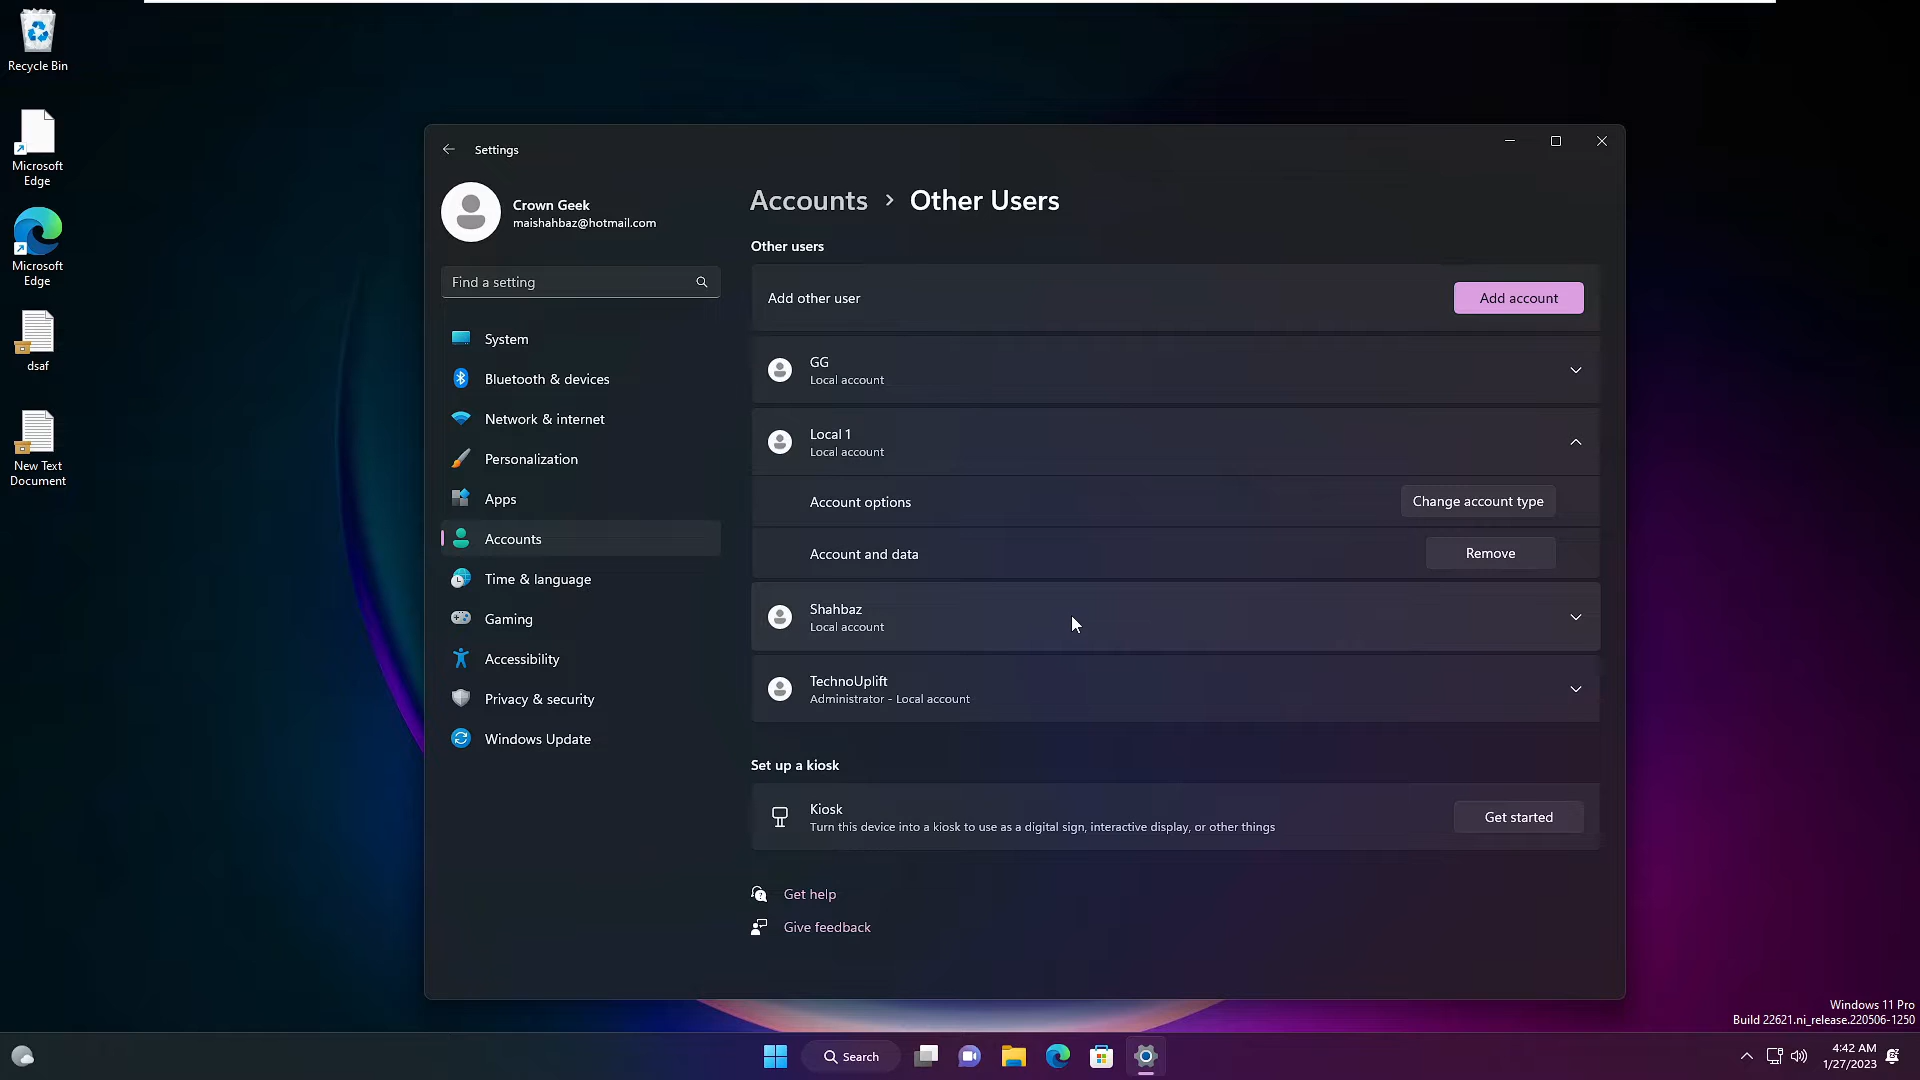 Recycle Bin
Microsoft
Edge
Microsoft
Edge
dsaf
New Text
Document
Settings
Crown Geek
maishahbaz@hotmail.com
Find a setting
System
Bluetooth & devices
Network & internet
Personalization
Apps
Accounts
Time & language
Gaming
Accessibility
Privacy & security
Windows Update
Accounts > Other Users
Other users
Add other user
Add account
GG
Local account
Local 1
Local account
Account options
Change account type
Account and data
Remove
Shahbaz
Local account
TechnoUplift
Administrator - Local account
Set up a kiosk
Kiosk
Turn this device into a kiosk to use as a digital sign, interactive display, or other things
Get started
Get help
Give feedback
Windows 11 Pro
Build 22621.ni_release.220506-1250
Search
4:42 AM
1/27/2023